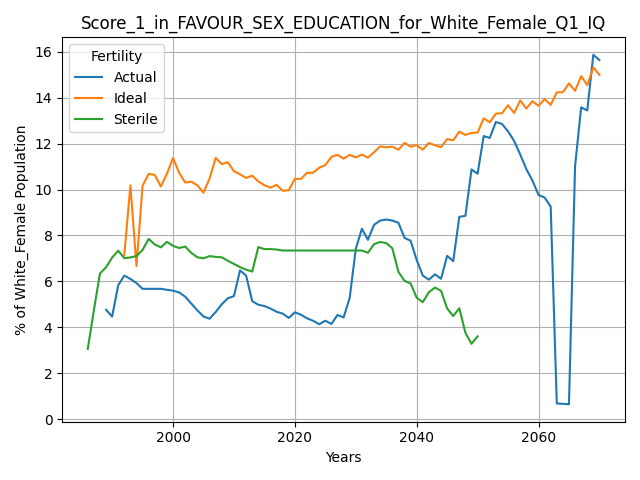 Score_1_in_FAVOUR_SEX_EDUCATION_for_White_Female_Q1_IQ
Fertility
Actual
Ideal
Sterile
% of White_Female Population
16
14
12
10
8
6
4
2
0
2000 2020 2040 2060
Years